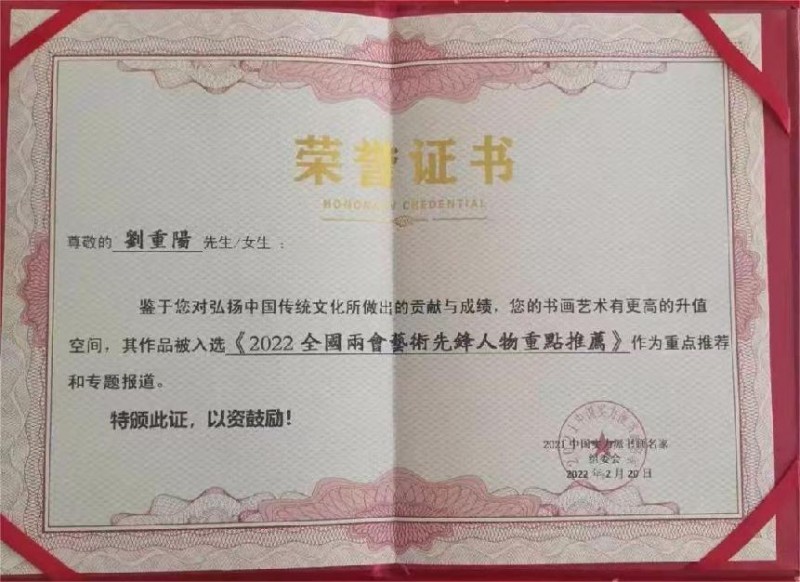 荣誉证书
HONORARY CREDENTIAL
尊敬的 劉重陽 先生/女生：
鉴于您对弘扬中国传统文化所做出的贡献与成绩，您的书画艺术有更高的升值
空间，其作品被入选《2022全國兩會藝術先鋒人物重點推薦》作为重点推荐
和专题报道。
特颁此证，以资鼓励！
2021中国实力派书画名家
组委会
2022年2月20日